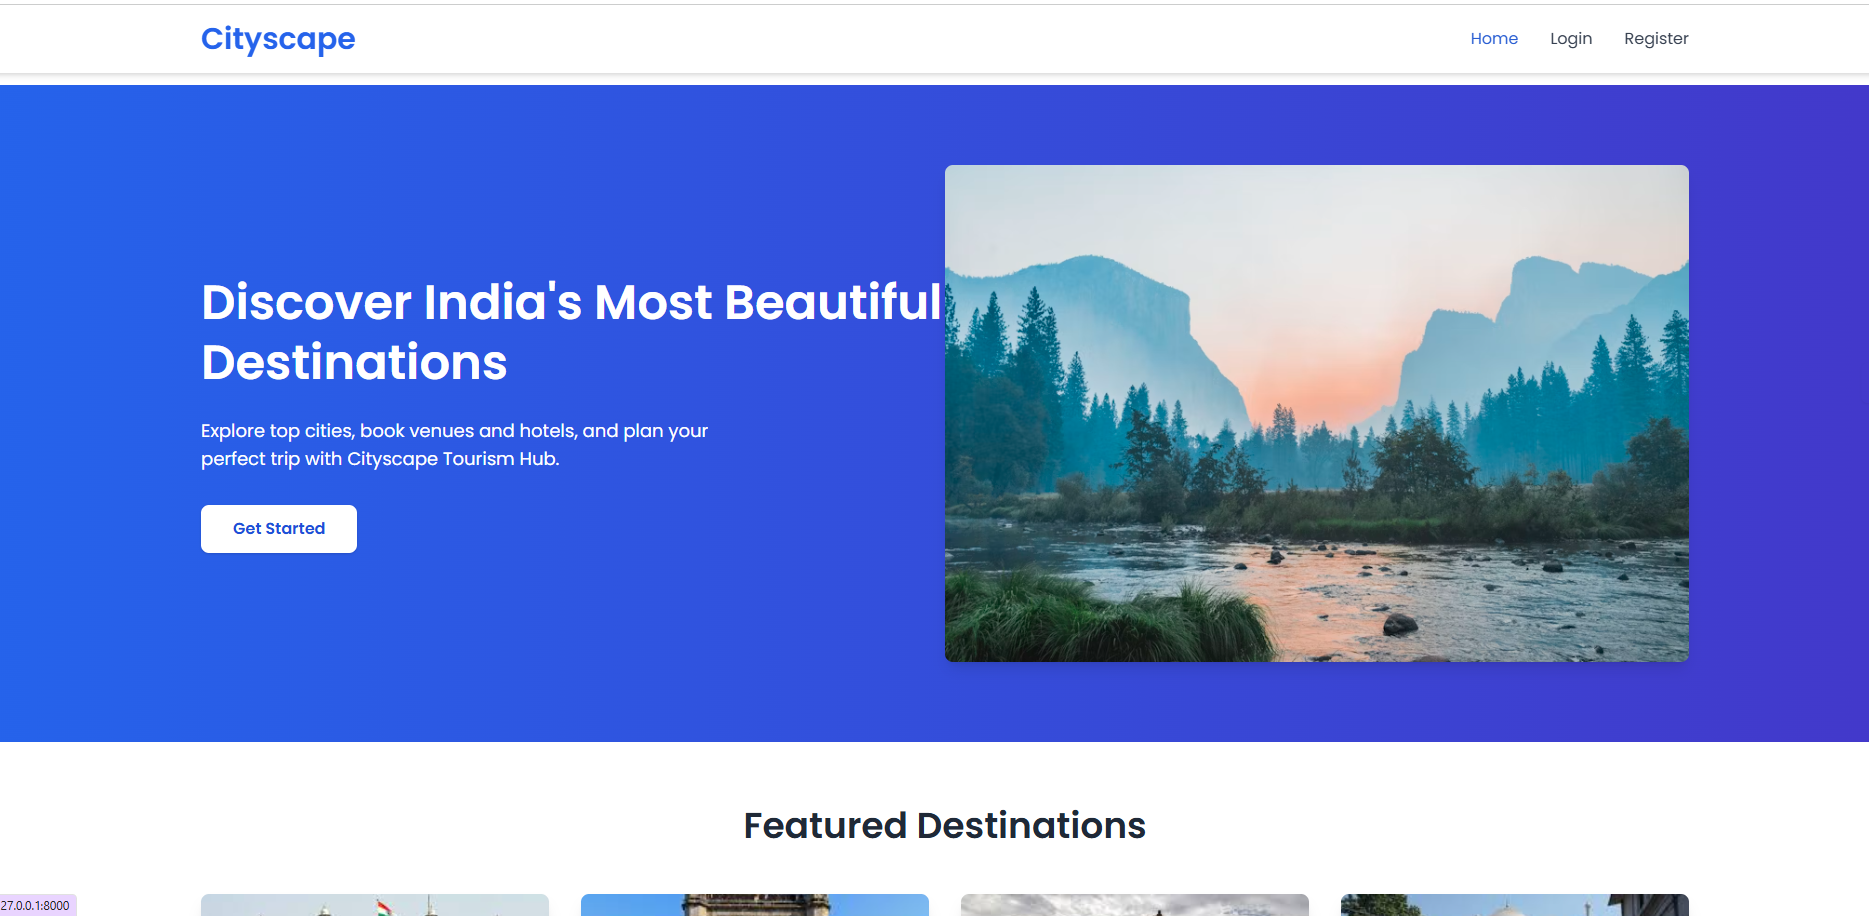 Cityscape
Home Login Register
Discover India's Most Beautiful
Destinations
Explore top cities, book venues and hotels, and plan your
perfect trip with Cityscape Tourism Hub.
Get Started
Featured Destinations
27.0.0.1:8000